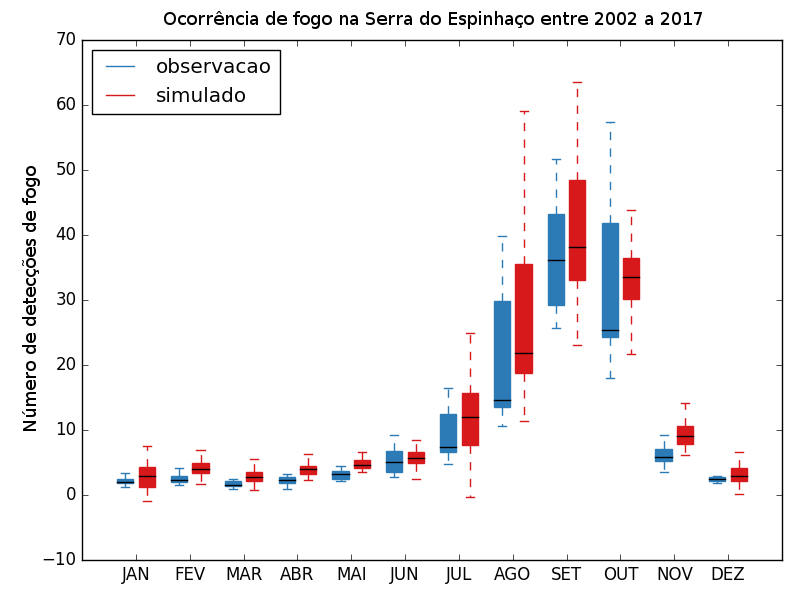 Ocorrência de fogo na Serra do Espinhaço entre 2002 a 2017
70
60
50
40
30
20
10
0
−10
Número de detecções de fogo
observacao
simulado
JAN FEV MAR ABR MAI JUN JUL AGO SET OUT NOV DEZ